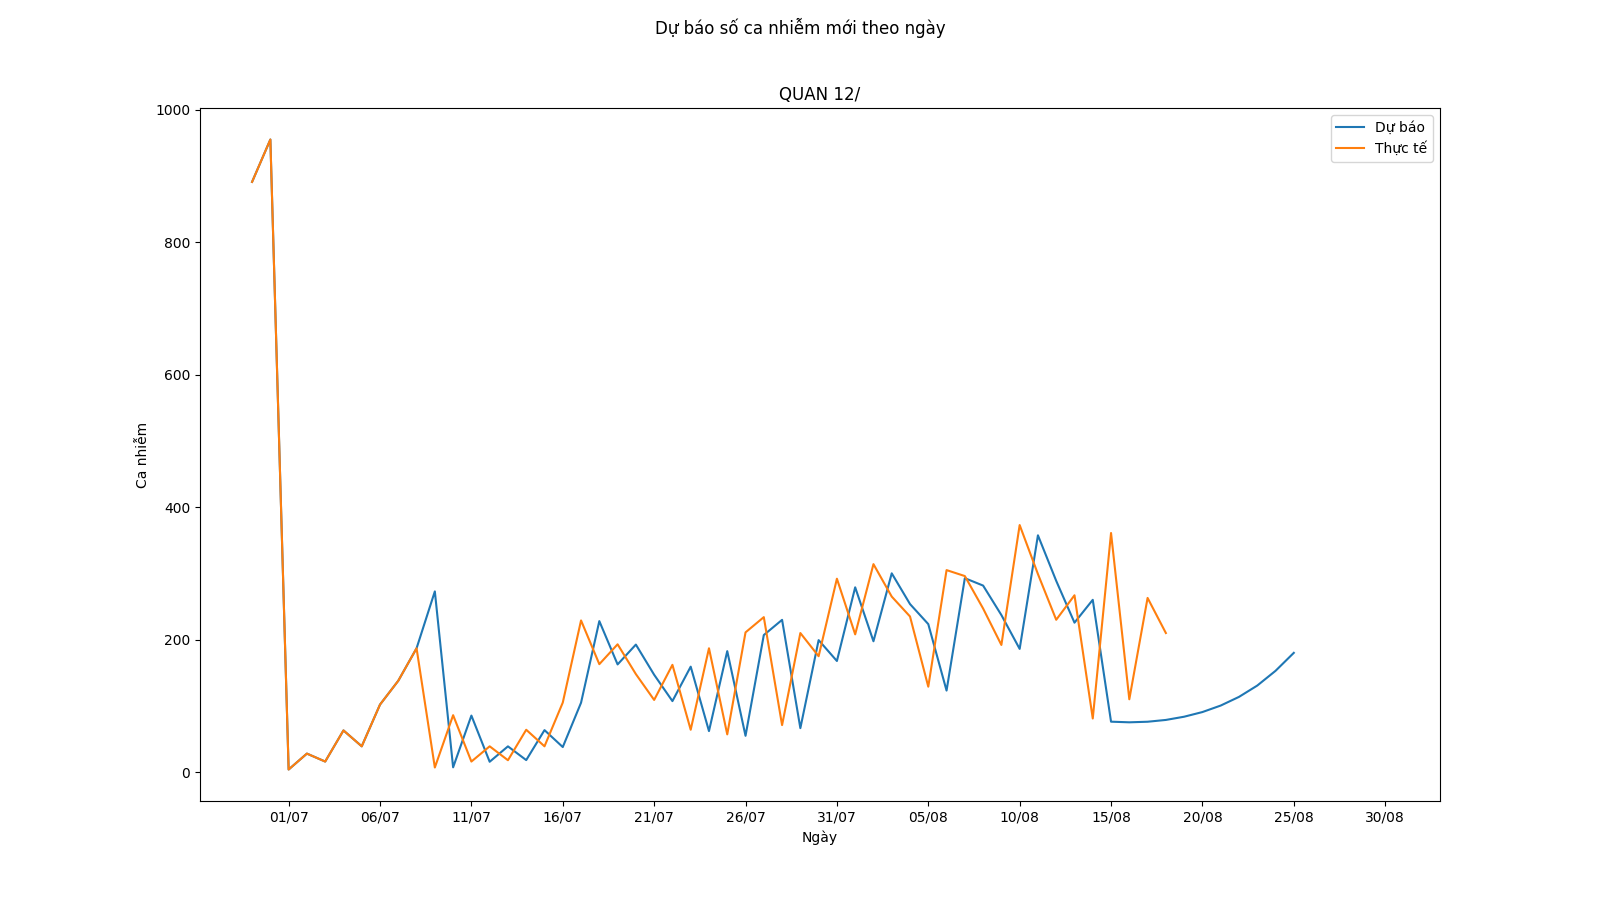 Dự báo số ca nhiễm mới theo ngày
QUAN 12/
Dự báo
Thực tế
1000
800
600
400
200
0
Ca nhiễm
01/07 06/07 11/07 16/07 21/07 26/07 31/07 05/08 10/08 15/08 20/08 25/08 30/08
Ngày